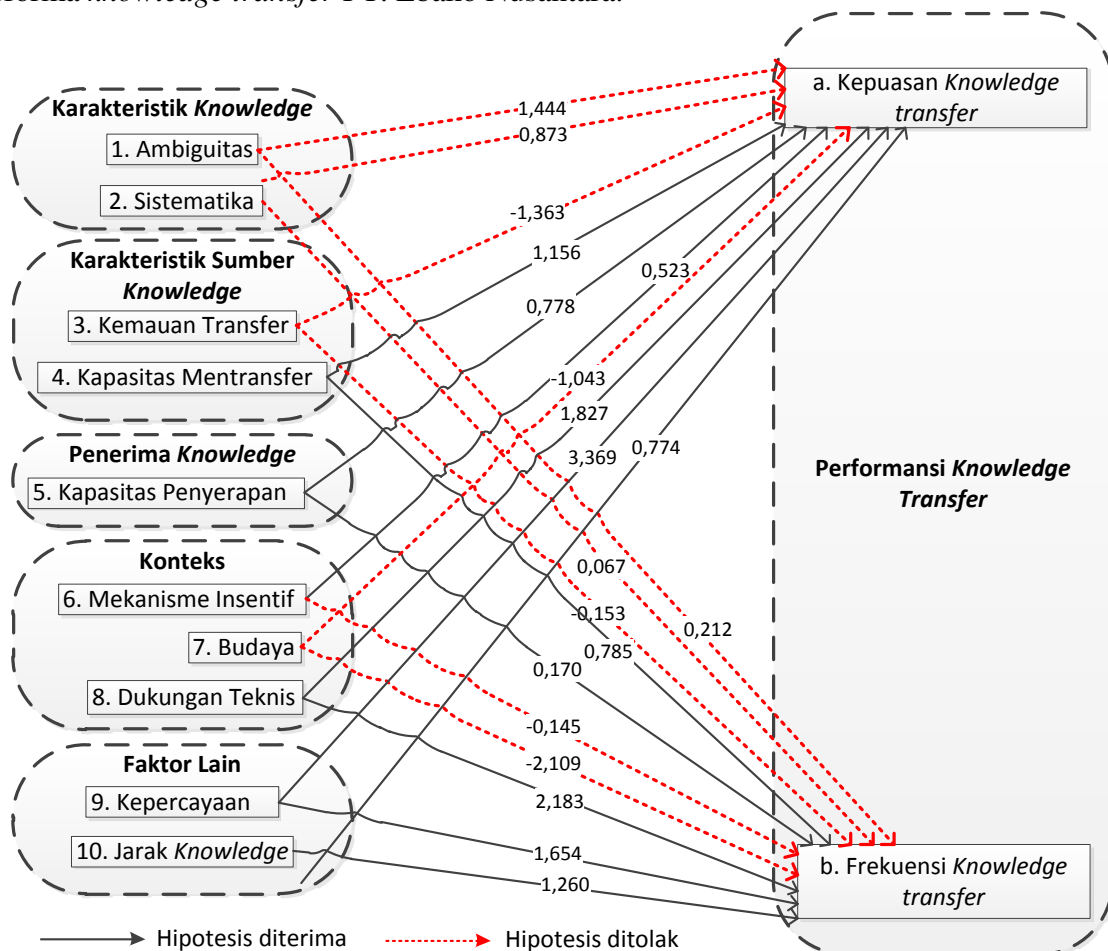 knowledge transfer
Nusantara.
Karakteristik Knowledge
1. Ambiguitas
2. Sistematika
Karakteristik Sumber
Knowledge
3. Kemauan Transfer
4. Kapasitas Mentransfer
Penerima Knowledge
5. Kapasitas Penyerapan
Konteks
6. Mekanisme Insentif
7. Budaya
8. Dukungan Teknis
Faktor Lain
9. Kepercayaan
10. Jarak Knowledge
1,444
0,873
-1,363
1,156
0,778
0,523
-1,043
1,827
3,369
0,774
0,067
-0,153
0,212
0,785
0,170
-0,145
-2,109
2,183
1,654
1,260
a. Kepuasan Knowledge
transfer
Performansi Knowledge
Transfer
b. Frekuensi Knowledge
transfer
Hipotesis diterima
Hipotesis ditolak